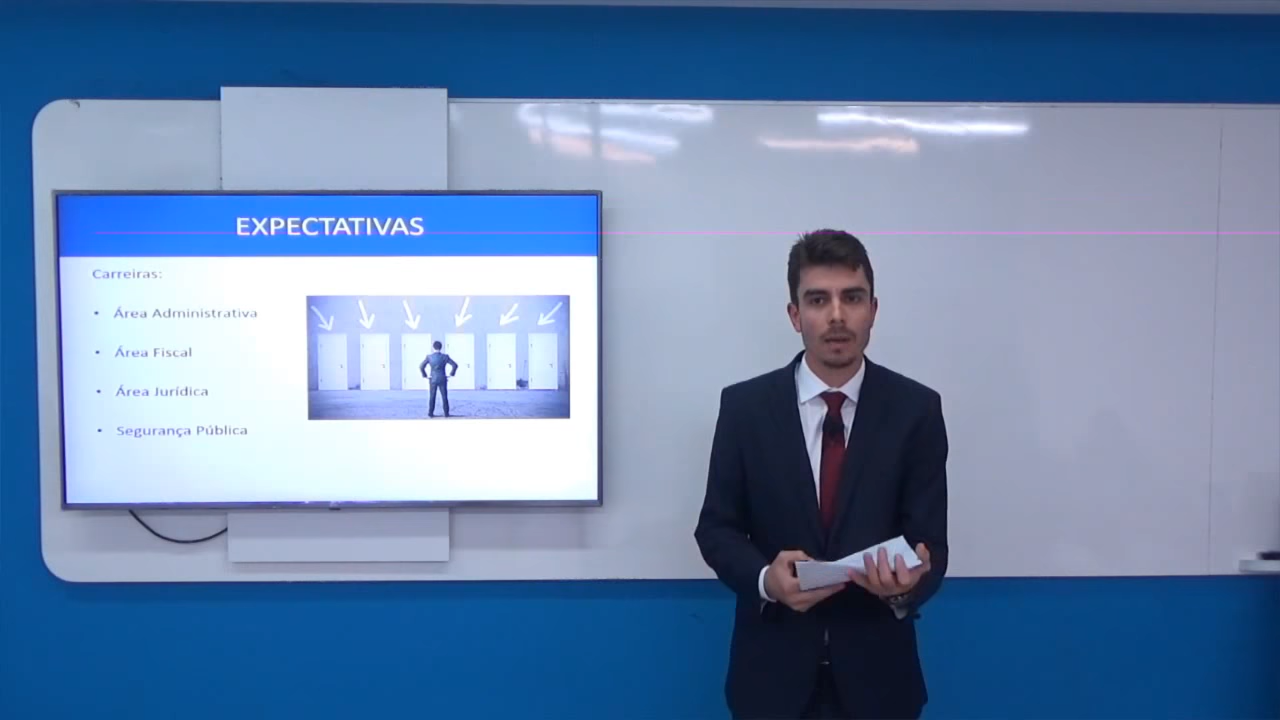 EXPECTATIVAS
Carreiras:
• Área Administrativa
• Área Fiscal
• Área Jurídica
• Segurança Pública